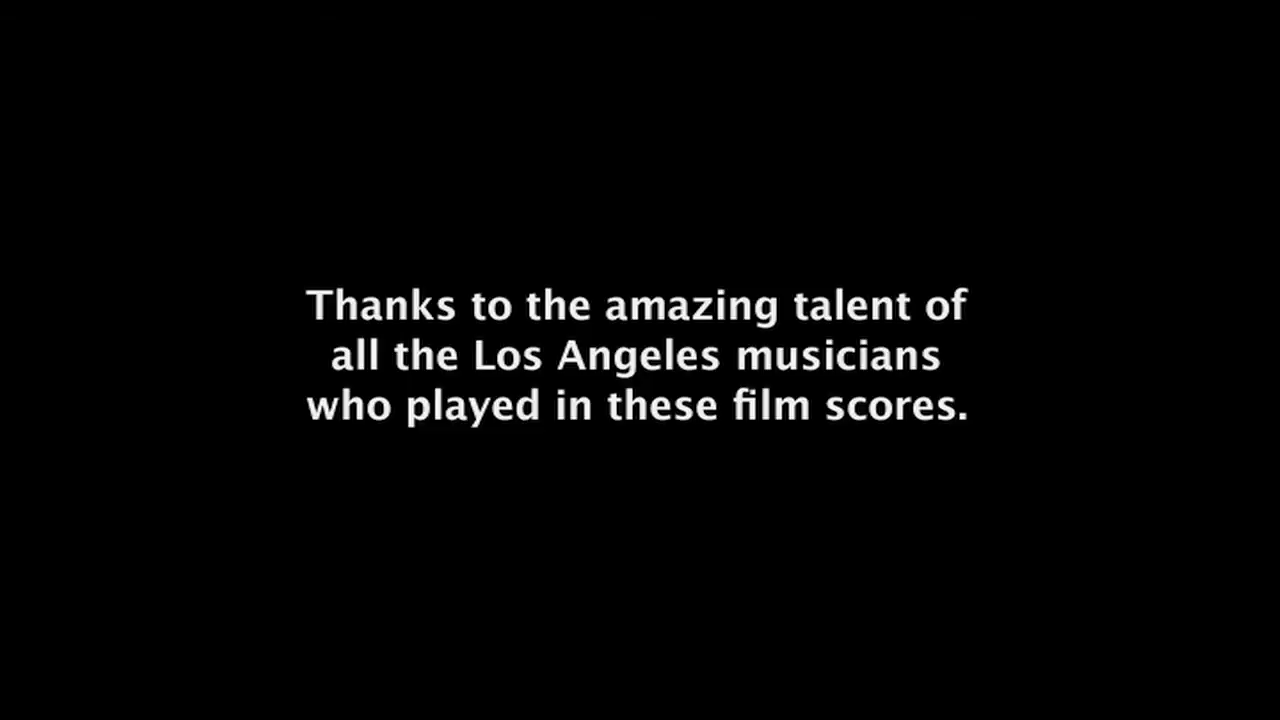 Thanks to the amazing talent of
all the Los Angeles musicians
who played in these film scores.